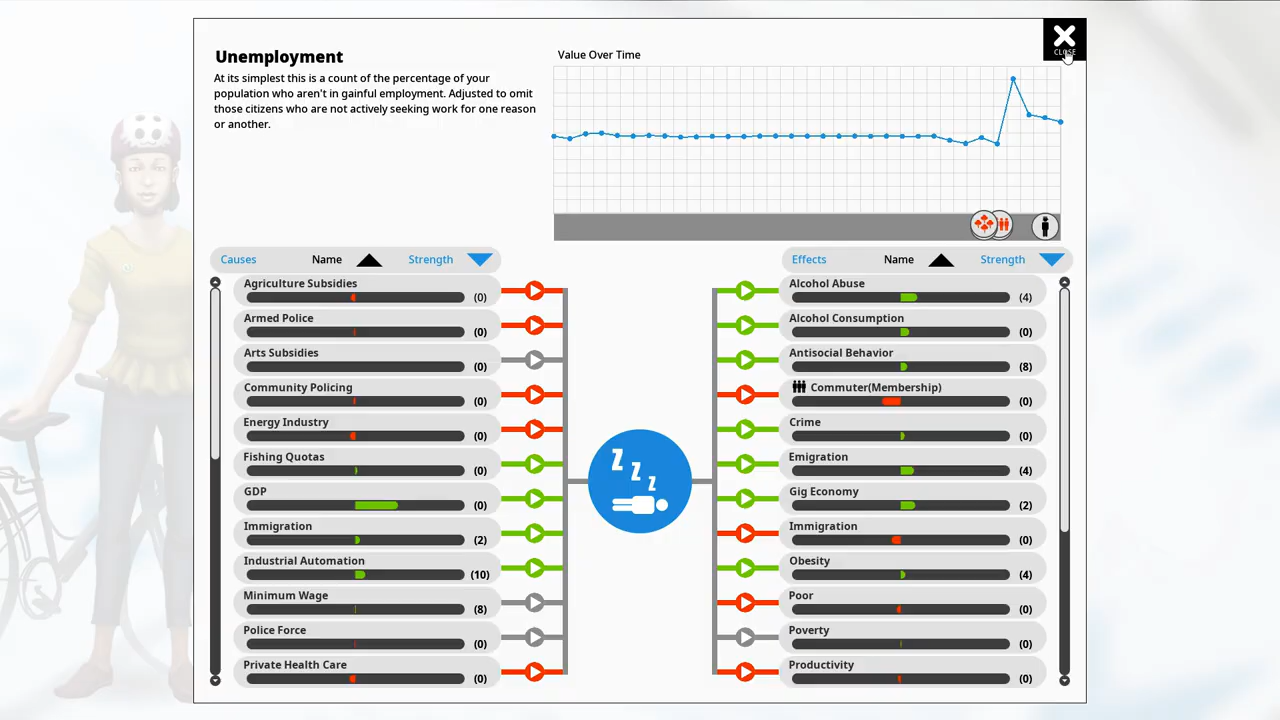 Unemployment
At its simplest this is a count of the percentage of your
population who aren't in gainful employment. Adjusted to omit
those citizens who are not actively seeking work for one reason
or another.
Value Over Time
CLOSE
Causes Name Strength
Agriculture Subsidies
(0)
Armed Police
(0)
Arts Subsidies
(0)
Community Policing
(0)
Energy Industry
(0)
Fishing Quotas
(0)
GDP
(0)
Immigration
(2)
Industrial Automation
(10)
Minimum Wage
(8)
Police Force
(0)
Private Health Care
(0)
z
z
z
Effects Name Strength
Alcohol Abuse
(4)
Alcohol Consumption
(0)
Antisocial Behavior
(8)
Commuter(Membership)
(0)
Crime
(0)
Emigration
(4)
Gig Economy
(2)
Immigration
(0)
Obesity
(4)
Poor
(0)
Poverty
(0)
Productivity
(0)